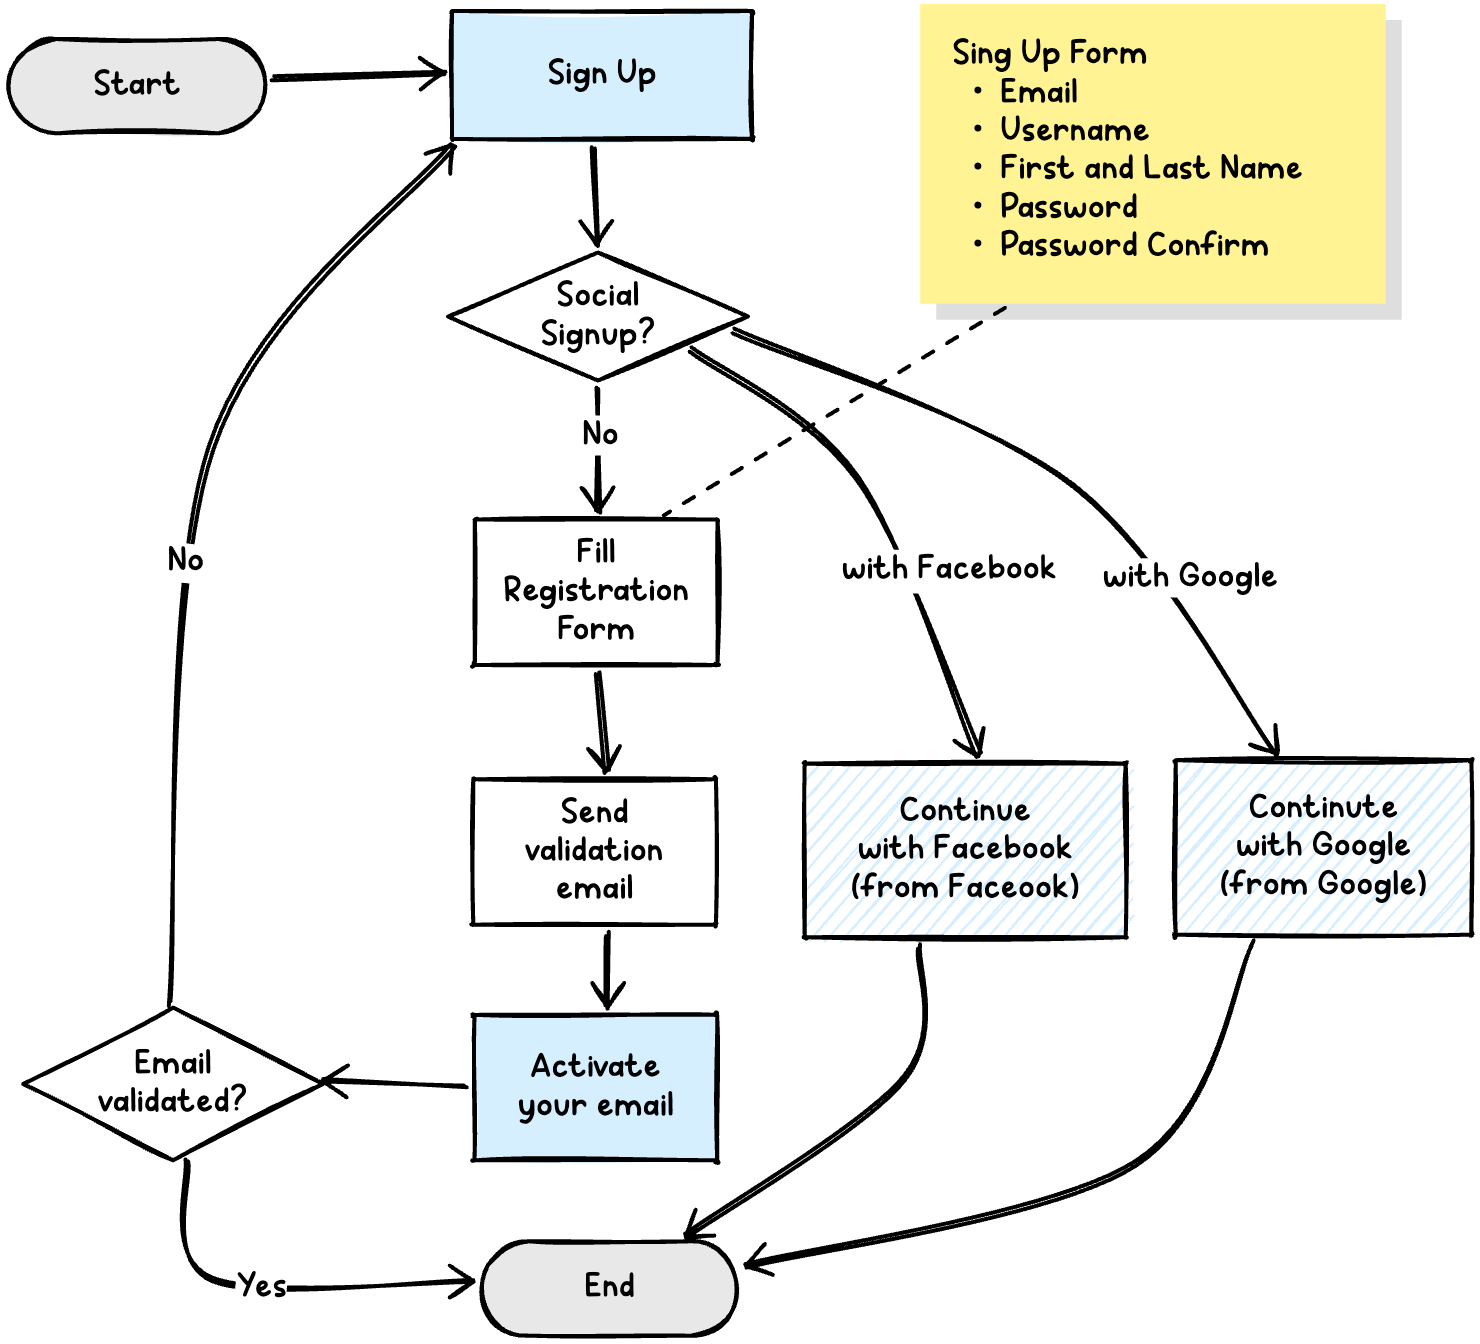 Start
Sign Up
Sing Up Form
• Email
• Username
• First and Last Name
• Password
• Password Confirm
Social
Signup?
No
Fill
Registration
Form
No
with Facebook
with Google
Send
validation
email
Continue
with Facebook
(from Faceook)
Continute
with Google
(from Google)
Activate
your email
Email
validated?
Yes
End